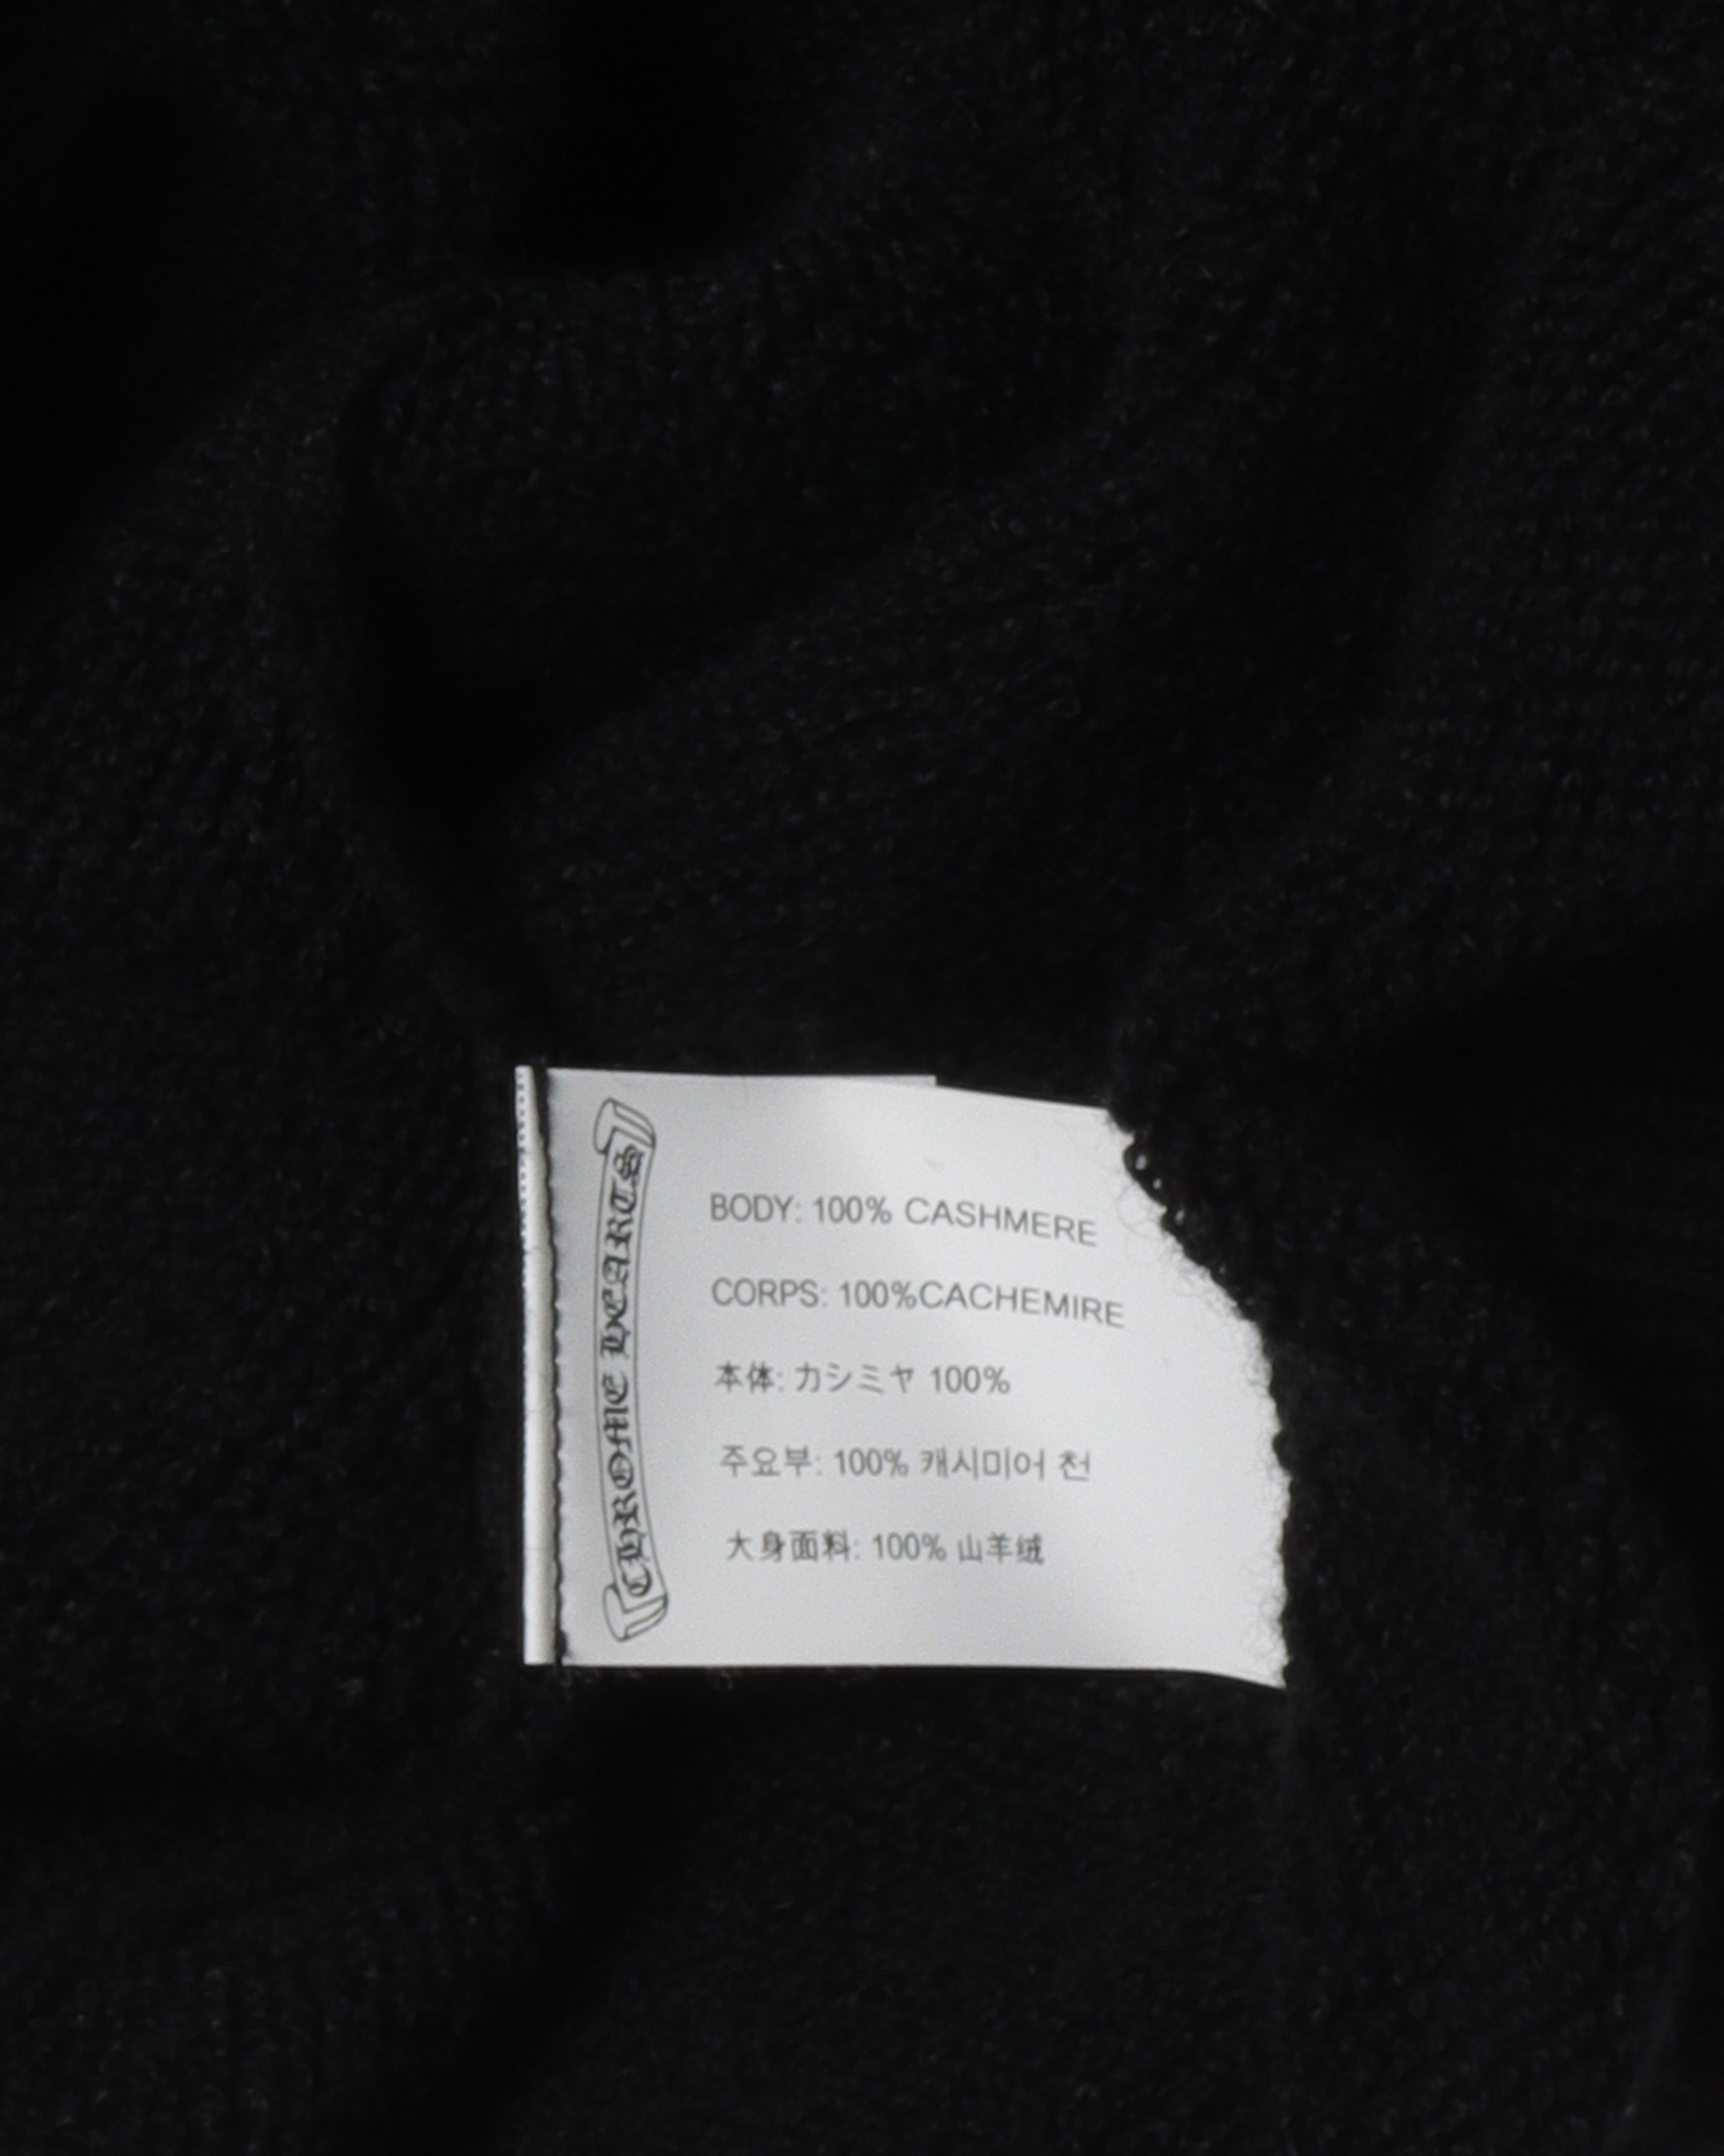 CHROME HEARTS
BODY: 100% CASHMERE
CORPS: 100%CACHEMIRE
本体: カシミヤ 100%
주요부: 100% 캐시미어 천
大身面料: 100% 山羊绒